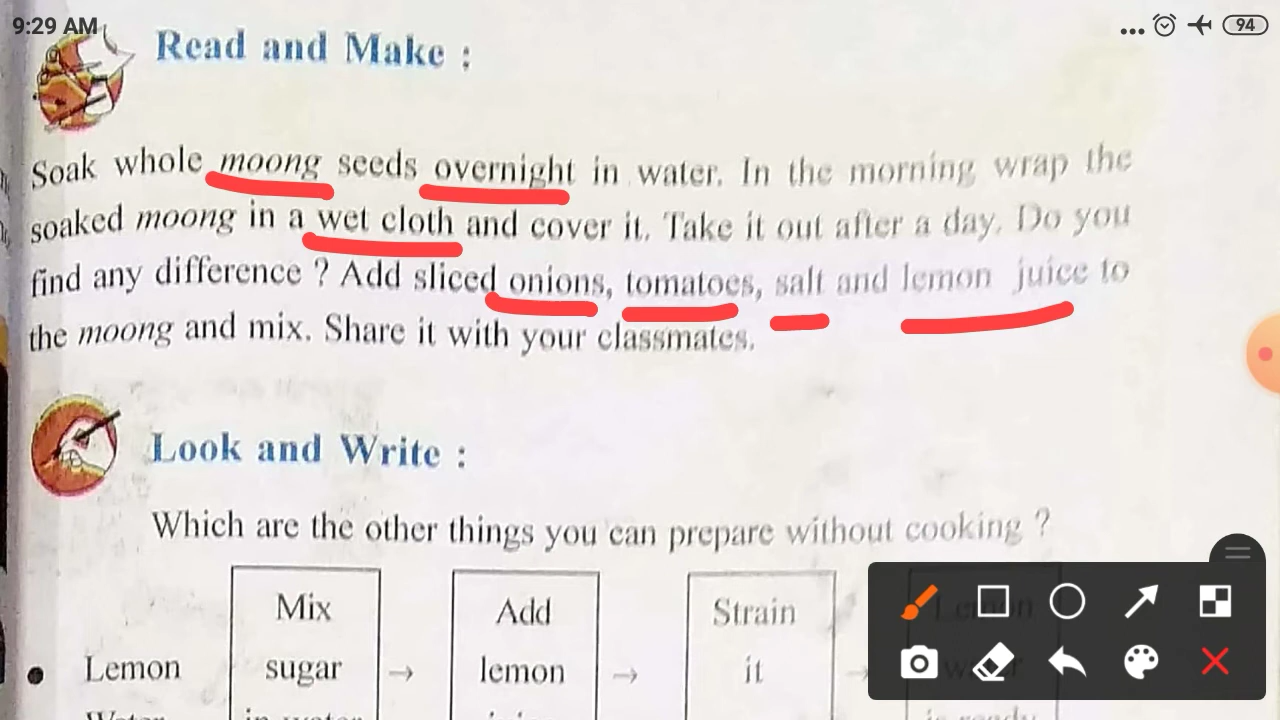 9:29 AM
94
Read and Make :
Soak whole moong seeds overnight in water. In the morning wrap the
soaked moong in a wet cloth and cover it. Take it out after a day. Do you
find any difference ? Add sliced onions, tomatoes, salt and lemon juice to
the moong and mix. Share it with your classmates.
Look and Write :
Which are the other things you can prepare without cooking ?
Mix Add Strain Lemon
• Lemon sugar → lemon → it →
Water in water